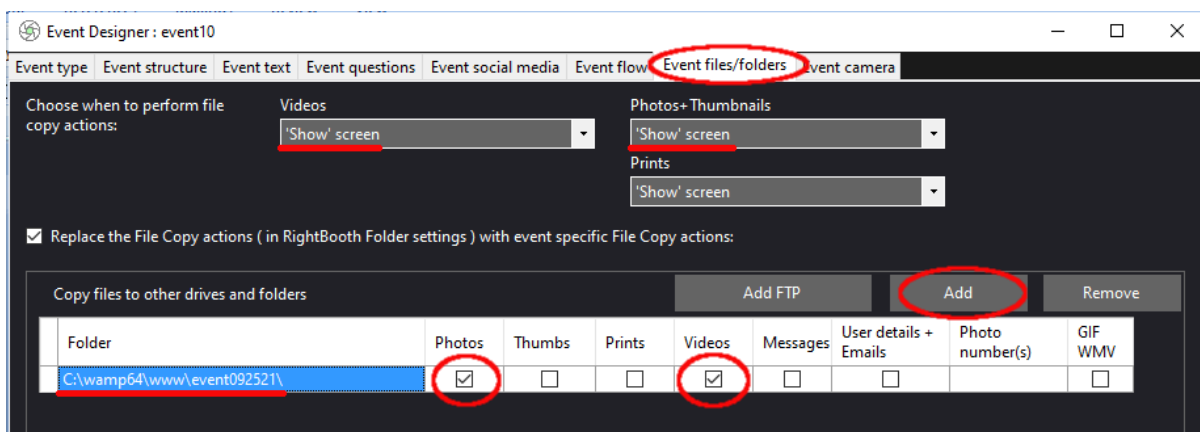 Event Designer : event10
Event type Event structure Event text Event questions Event social media Event flow Event files/folders Event camera
Choose when to perform file
copy actions:
Videos
'Show' screen
Photos+Thumbnails
'Show' screen
Prints
'Show' screen
Replace the File Copy actions ( in RightBooth Folder settings ) with event specific File Copy actions:
Copy files to other drives and folders
Add FTP Add Remove
Folder Photos Thumbs Prints Videos Messages User details + Emails Photo number(s) GIF WMV
C:\wamp64\www\event092521\